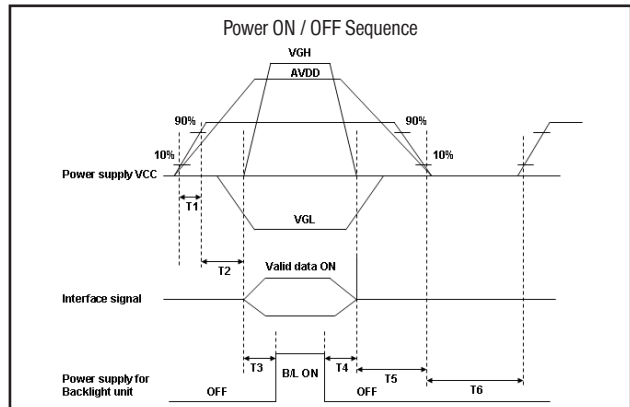 Power ON / OFF Sequence
VGH
AVDD
90% 90%
10% 10%
Power supply VCC
T1
VGL
T2
Valid data ON
Interface signal
T3 B/L ON T4 T5 T6
Power supply for
Backlight unit OFF OFF